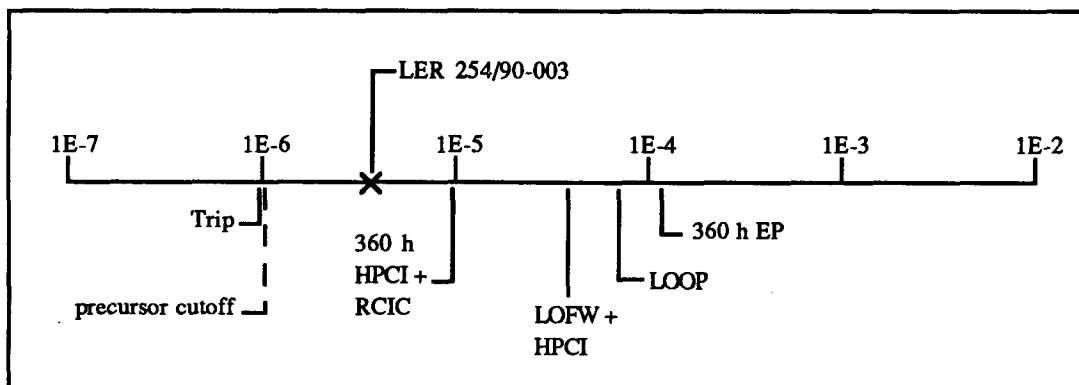 LER 254/90-003
1E-7
1E-6
1E-5
1E-4
1E-3
1E-2
Trip
precursor cutoff
360 h
HPCI +
RCIC
LOFW +
HPCI
LOOP
360 h EP